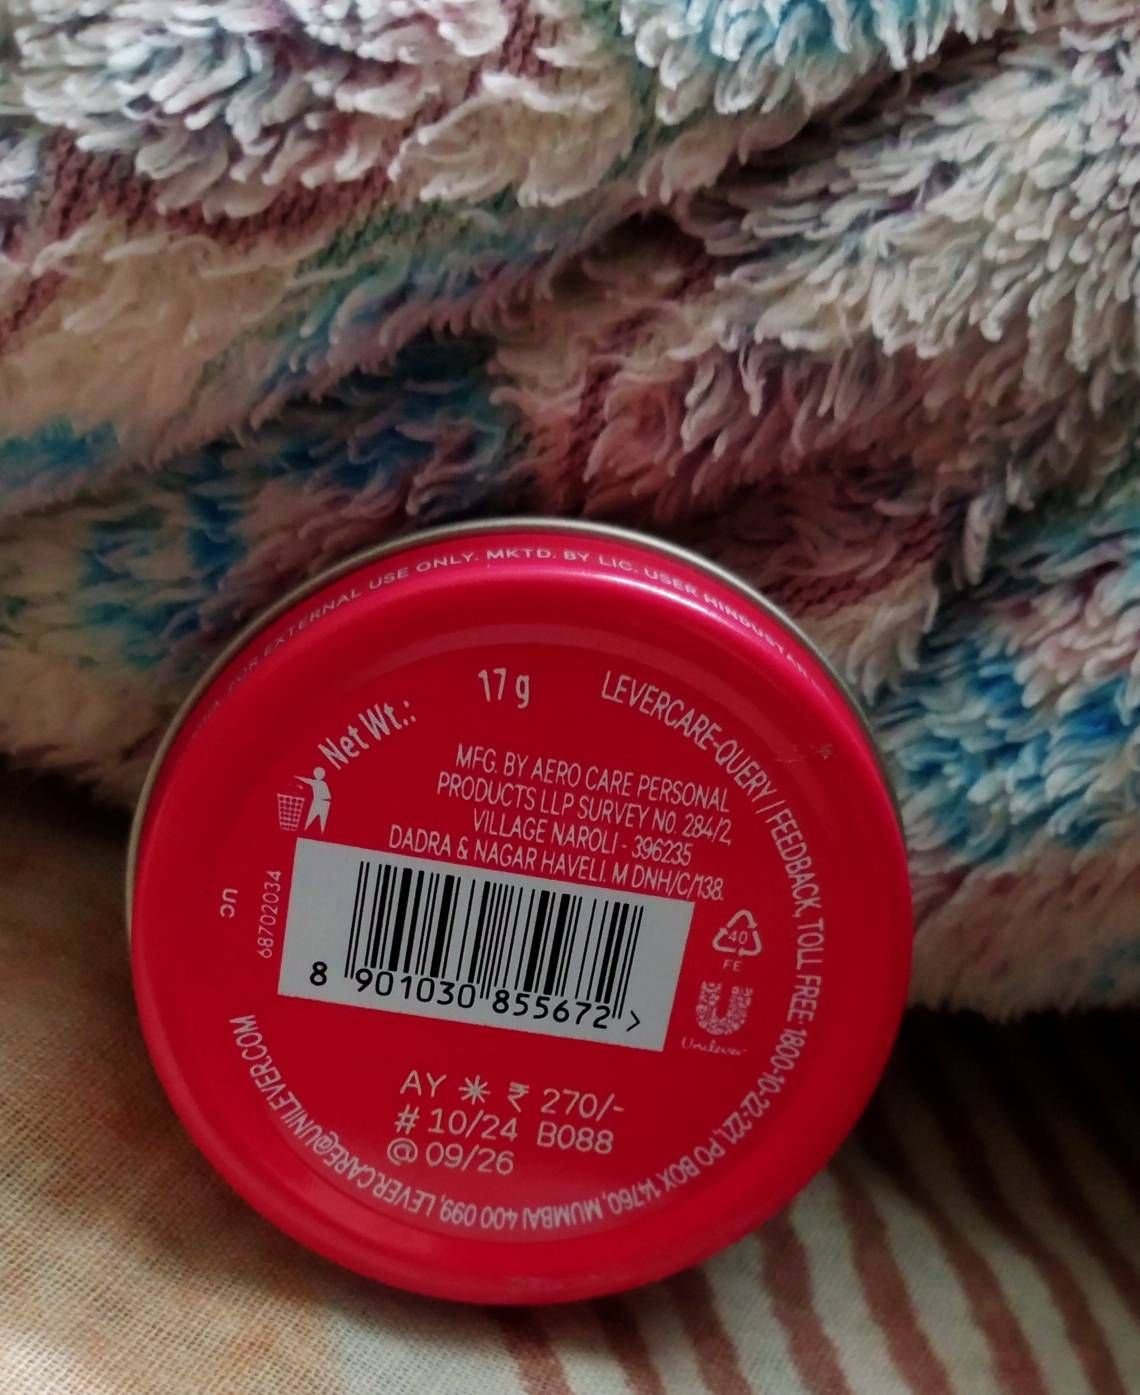 FOR EXTERNAL USE ONLY. MKTD. BY LIC. USER HINDUSTAN
Net Wt.: 17 g
LEVERCARE-QUERY / FEEDBACK, TOLL FREE: 1800-10-22-221, PO BOX 14760, MUMBAI 400 099, LEVER.CARE@UNILEVER.COM
MFG. BY AERO CARE PERSONAL
PRODUCTS LLP SURVEY NO. 284/2,
VILLAGE NAROLI - 396235
DADRA & NAGAR HAVELI. M DNH/C/138.
UC
68702034
8 901030 855672 >
40
FE
Unilever
AY ✳ ₹ 270/-
# 10/24 B088
@ 09/26